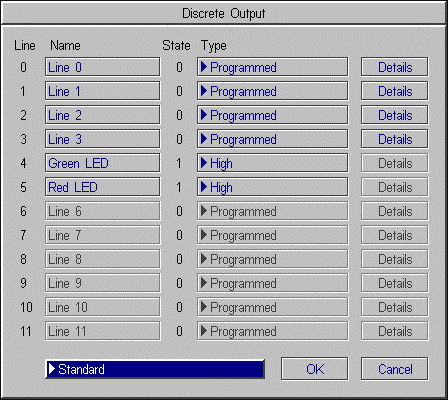 Discrete Output
Line Name State Type
0 Line 0 0 Programmed Details
1 Line 1 0 Programmed Details
2 Line 2 0 Programmed Details
3 Line 3 0 Programmed Details
4 Green LED 1 High Details
5 Red LED 1 High Details
6 Line 6 0 Programmed Details
7 Line 7 0 Programmed Details
8 Line 8 0 Programmed Details
9 Line 9 0 Programmed Details
10 Line 10 0 Programmed Details
11 Line 11 0 Programmed Details
Standard OK Cancel